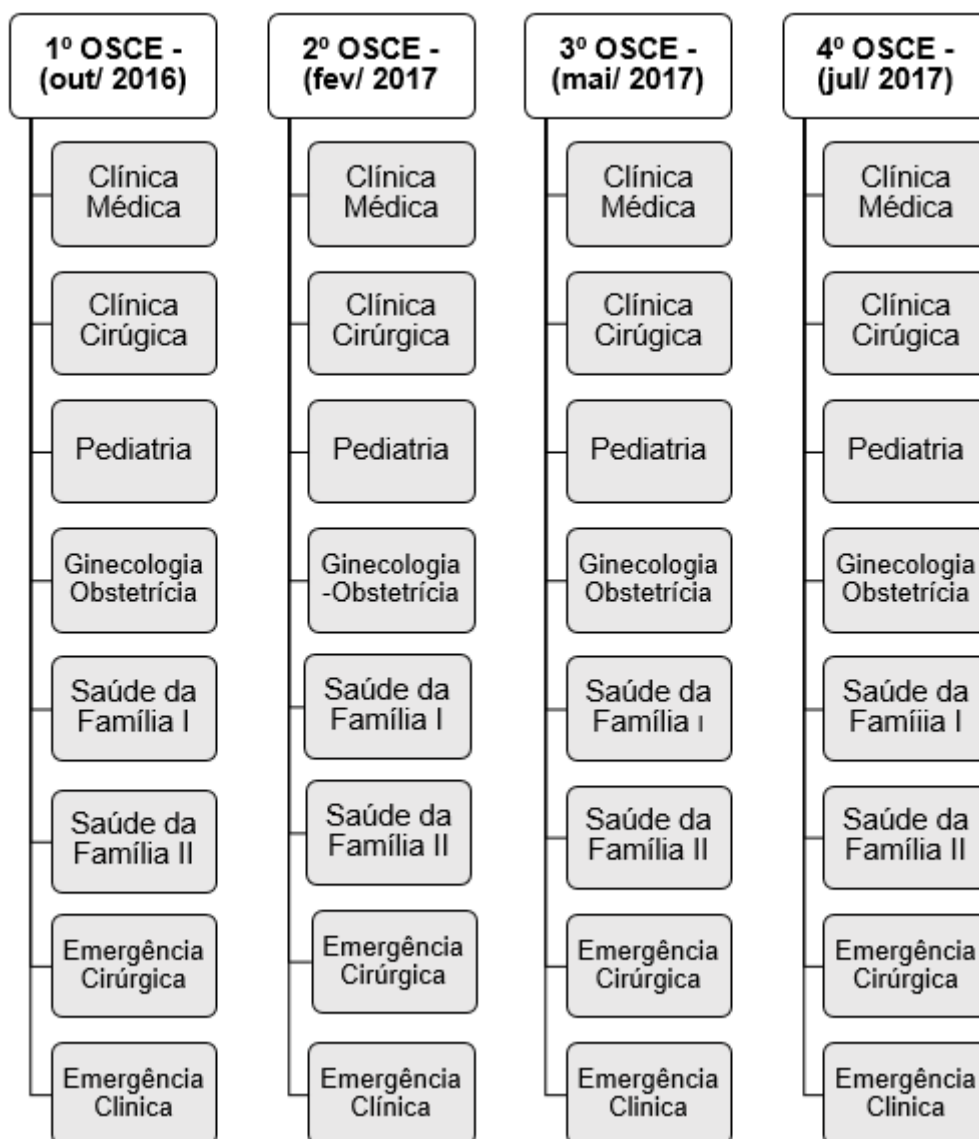 1º OSCE -
(out/ 2016)
Clínica
Médica
Clínica
Cirúgica
Pediatria
Ginecologia
Obstetrícia
Saúde da
Família I
Saúde da
Família II
Emergência
Cirúrgica
Emergência
Clinica
2º OSCE -
(fev/ 2017
Clínica
Médica
Clínica
Cirúrgica
Pediatria
Ginecologia
-Obstetrícia
Saúde da
Família I
Saúde da
Família II
Emergência
Cirúrgica
Emergência
Clínica
3º OSCE -
(mai/ 2017)
Clínica
Médica
Clínica
Cirúgica
Pediatria
Ginecologia
Obstetrícia
Saúde da
Família I
Saúde da
Família II
Emergência
Cirúrgica
Emergência
Clinica
4º OSCE -
(jul/ 2017)
Clínica
Médica
Clínica
Cirúgica
Pediatria
Ginecologia
Obstetrícia
Saúde da
Famíiia I
Saúde da
Família II
Emergência
Cirúrgica
Emergência
Clinica